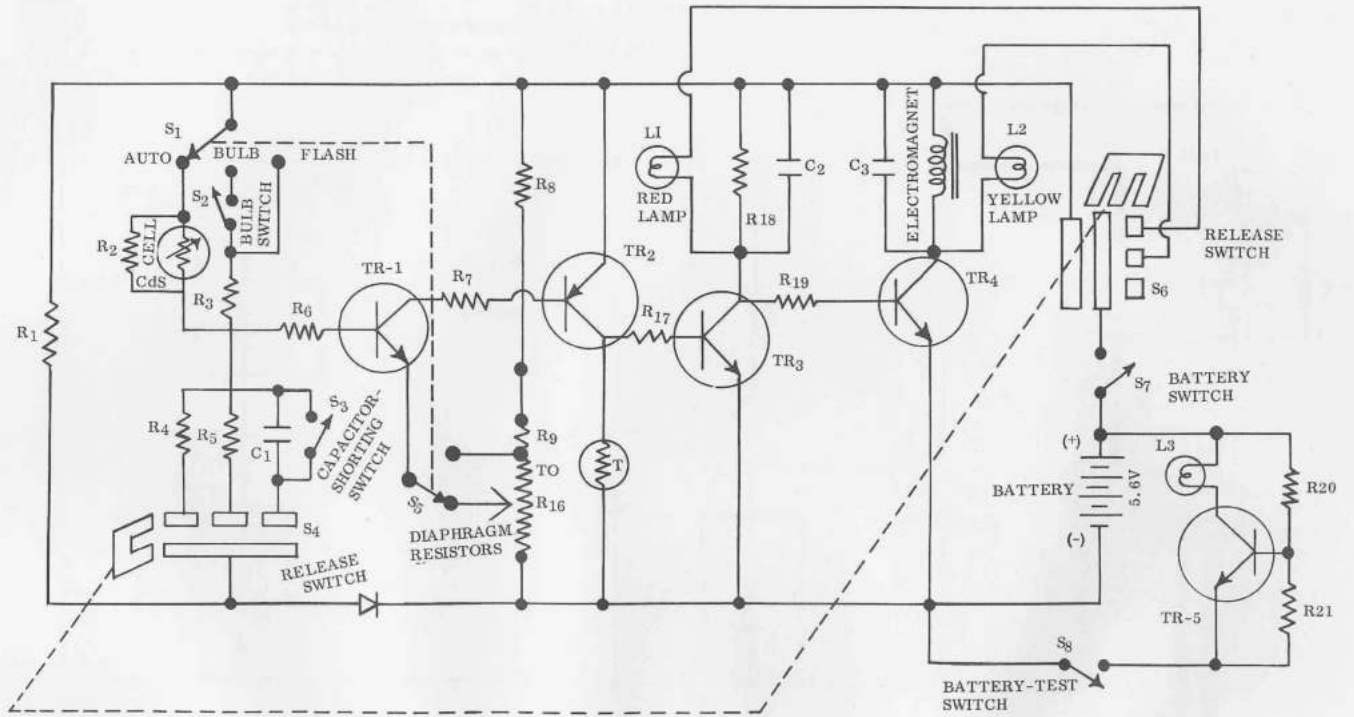 S1
AUTO
BULB
FLASH
S2
BULB
SWITCH
R2
CELL
CdS
R3
R1
R6
TR-1
R7
R8
TR2
L1
RED
LAMP
R18
C2
C3
ELECTROMAGNET
L2
YELLOW
LAMP
RELEASE
SWITCH
S6
R17
TR3
R19
TR4
S7
BATTERY
SWITCH
R4
R5
C1
S3
CAPACITOR-
SHORTING
SWITCH
S4
RELEASE
SWITCH
S5
DIAPHRAGM
RESISTORS
R9
TO
R16
T
(+)
BATTERY
5.6V
(-)
L3
R20
TR-5
R21
S8
BATTERY-TEST
SWITCH